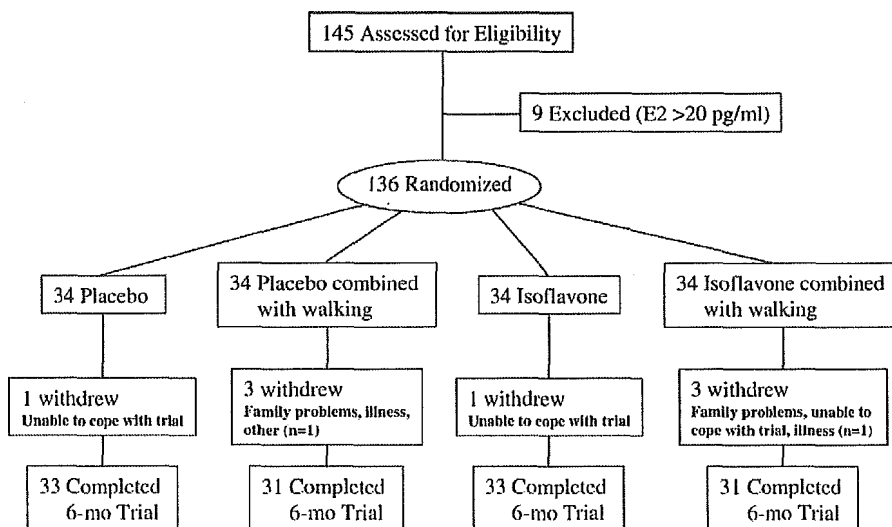 145 Assessed for Eligibility
9 Excluded (E2 >20 pg/ml)
136 Randomized
34 Placebo
34 Placebo combined
with walking
34 Isoflavone
34 Isoflavone combined
with walking
1 withdrew
Unable to cope with trial
3 withdrew
Family problems, illness,
other (n=1)
1 withdrew
Unable to cope with trial
3 withdrew
Family problems, unable to
cope with trial, illness (n=1)
33 Completed
6-mo Trial
31 Completed
6-mo Trial
33 Completed
6-mo Trial
31 Completed
6-mo Trial